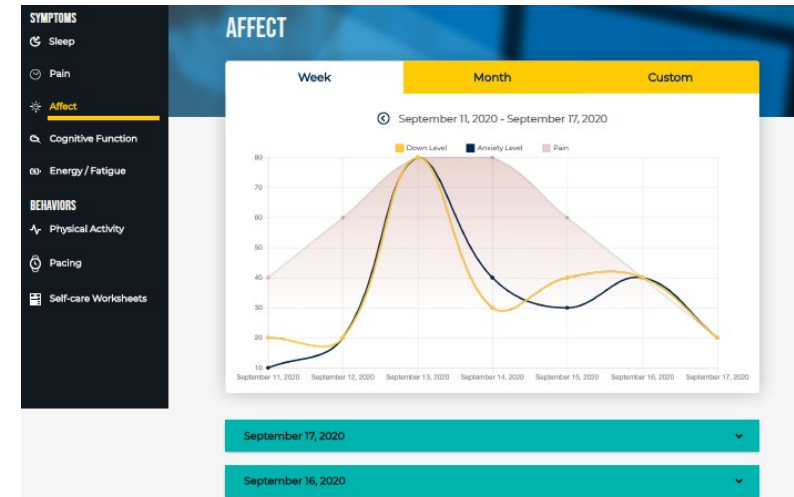 SYMPTOMS
Sleep
Pain
Affect
Cognitive Function
Energy / Fatigue
BEHAVIORS
Physical Activity
Pacing
Self-care Worksheets
AFFECT
Week Month Custom
September 11, 2020 - September 17, 2020
Down Level Anxiety Level Pain
80
70
60
50
40
30
20
10
September 11, 2020 September 12, 2020 September 13, 2020 September 14, 2020 September 15, 2020 September 16, 2020 September 17, 2020
September 17, 2020
September 16, 2020